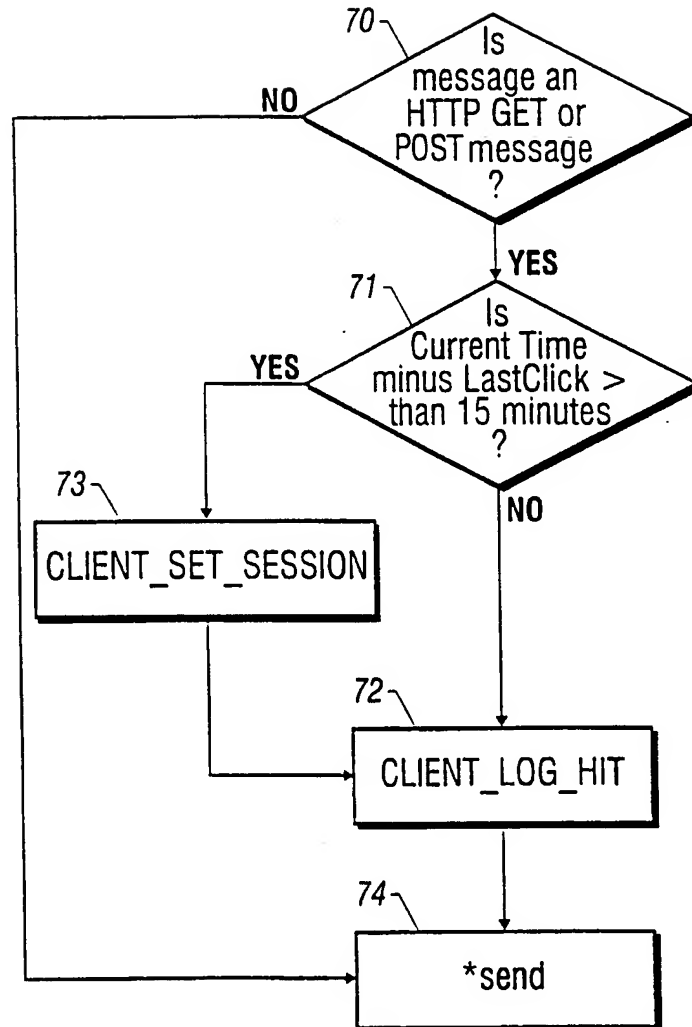 70
Is
message an
HTTP GET or
POST message
?
NO
YES
71
Is
Current Time
minus LastClick >
than 15 minutes
?
YES
NO
73
CLIENT_SET_SESSION
72
CLIENT_LOG_HIT
74
*send